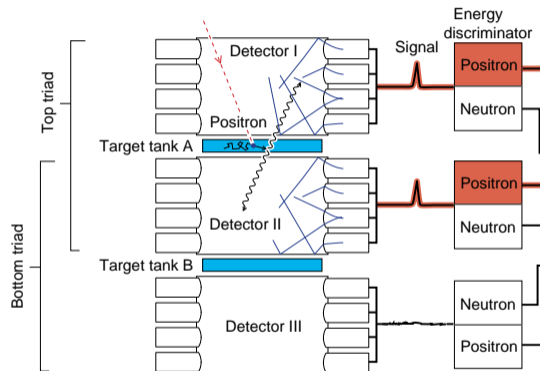 Energy
discriminator
Signal
Detector I
Positron
Neutron
Top triad
Positron
Target tank A
Positron
Neutron
Detector II
Bottom triad
Target tank B
Detector III
Neutron
Positron